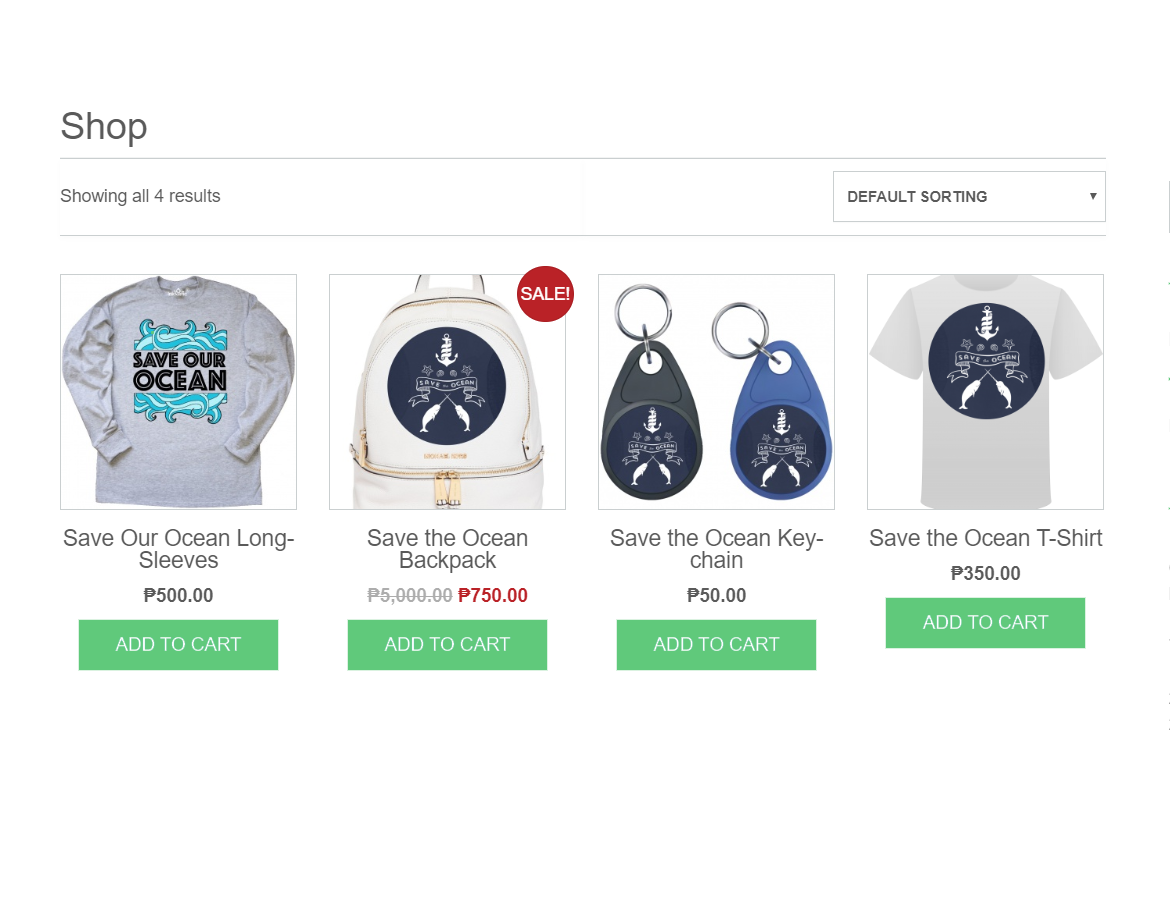 Shop
Showing all 4 results
DEFAULT SORTING
SALE!
SAVE OUR
OCEAN
SAVE the OCEAN
SAVE the OCEAN
SAVE the OCEAN
SAVE the OCEAN
Save Our Ocean Long-
Sleeves
₱500.00
ADD TO CART
Save the Ocean
Backpack
₱5,000.00 ₱750.00
ADD TO CART
Save the Ocean Key-
chain
₱50.00
ADD TO CART
Save the Ocean T-Shirt
₱350.00
ADD TO CART